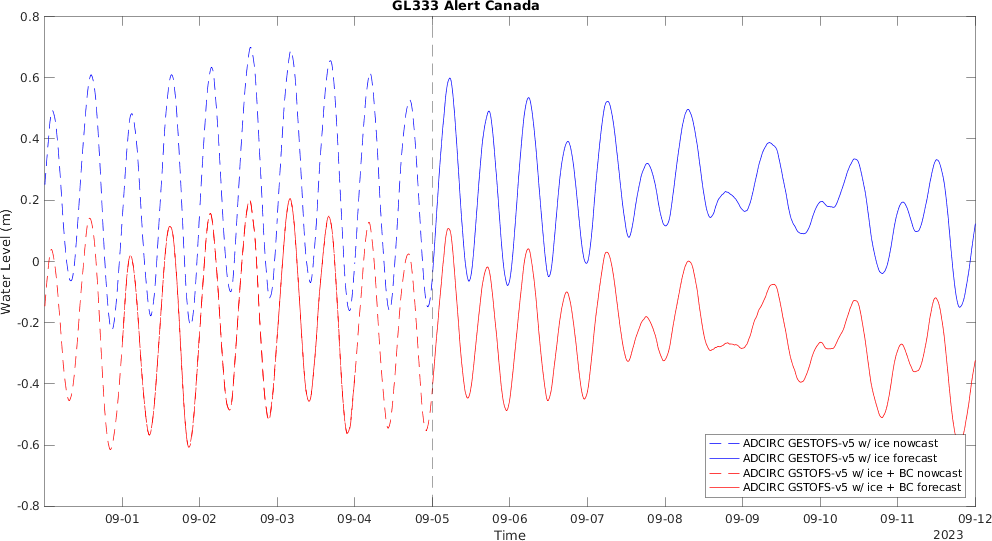 GL333 Alert Canada
0.8
0.6
0.4
0.2
0
-0.2
-0.4
-0.6
-0.8
Water Level (m)
ADCIRC GESTOFS-v5 w/ ice nowcast
ADCIRC GESTOFS-v5 w/ ice forecast
ADCIRC GSTOFS-v5 w/ ice + BC nowcast
ADCIRC GSTOFS-v5 w/ ice + BC forecast
09-01 09-02 09-03 09-04 09-05 09-06 09-07 09-08 09-09 09-10 09-11 09-12
Time
2023